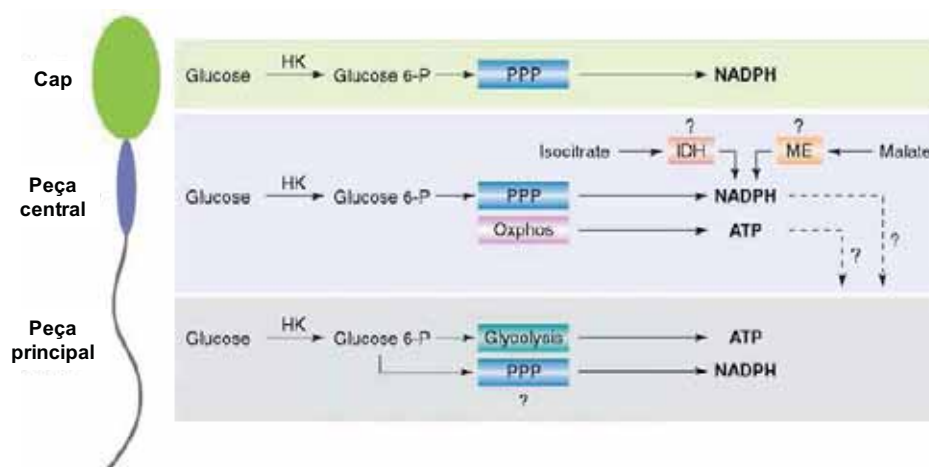 Cap
Glucose HK Glucose 6-P PPP NADPH
Peça
central
? ?
Isocitrate IDH ME Malate
Glucose HK Glucose 6-P PPP NADPH
Oxphos ATP
? ?
Peça
principal
Glucose HK Glucose 6-P Glycolysis ATP
PPP NADPH
?